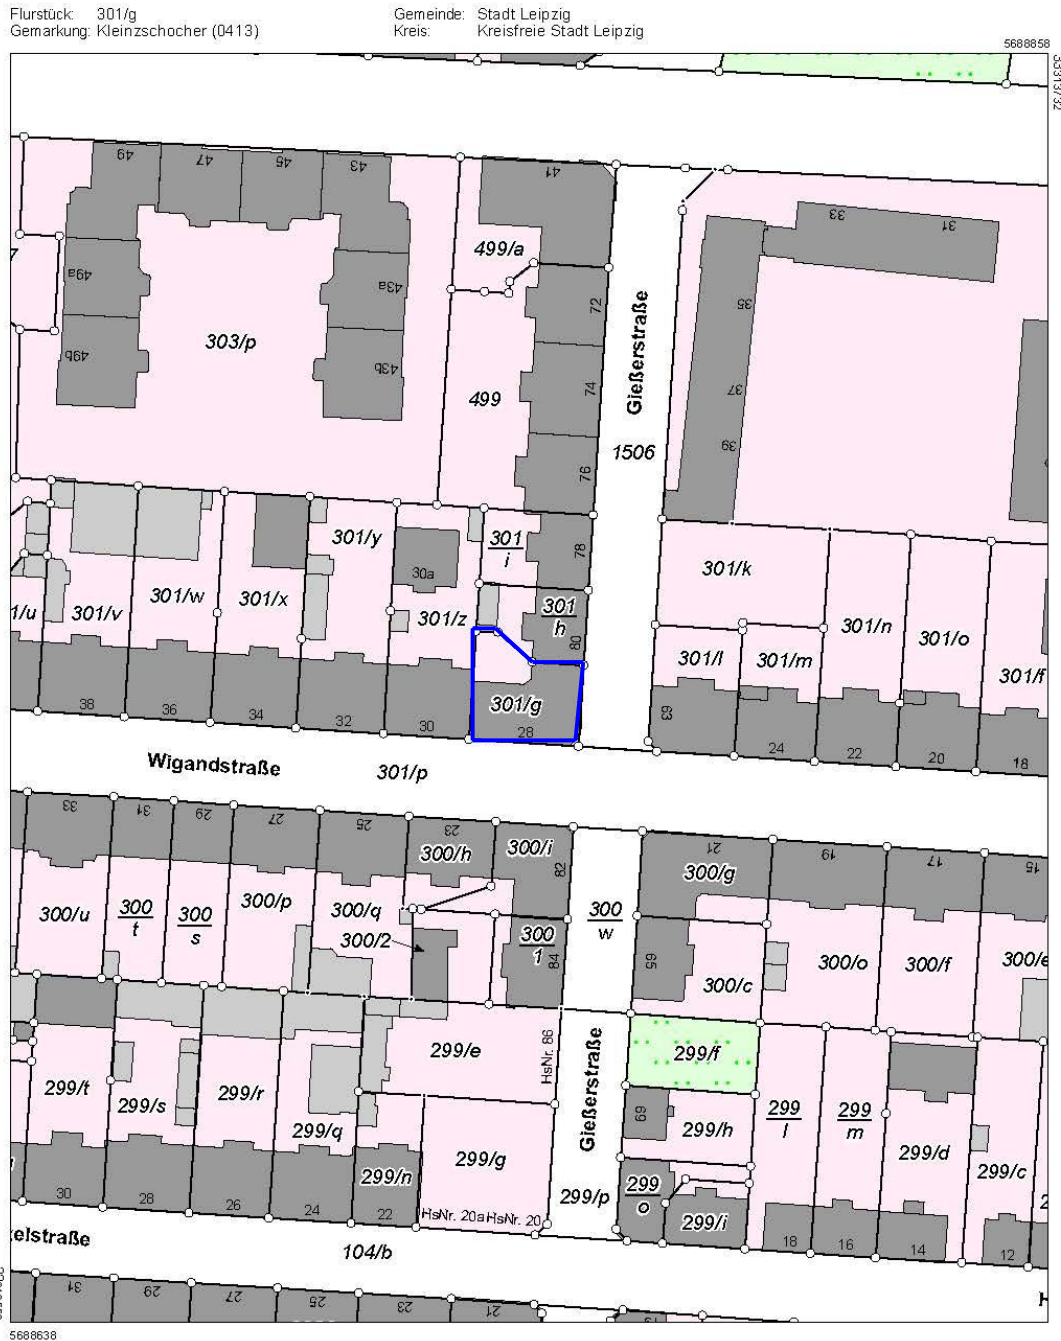 Flurstück: 301/g Gemeinde: Stadt Leipzig
Gemarkung: Kleinzschocher (0413) Kreis: Kreisfreie Stadt Leipzig
5688858
33313732
49 47 45 43 41
33 31
499/a
49a 43a 72 35
303/p
Gießerstraße
49b 43b 74 37
499
39
1506
76
301/y 301/i 78
301/k
30a
301/v 301/w 301/x 301/z 301/h
1/u 80
301/n 301/o
301/l 301/m 301/f
301/g
38 36 34 32 30 28
63 24 22 20 18
Wigandstraße 301/p
33 31 29 27 25 23 82 21 19 17 15
300/h 300/i 300/g
300/u 300/t 300/s 300/p 300/q 300/w
300/2 300/1 84 65 300/c 300/o 300/f 300/e
299/e HsNr. 86 Gießerstraße 299/f
299/t 299/s 299/r 299/q 69 299/h 299/l 299/m 299/d
299/n 299/g 299/p 299/o 299/i 299/c
30 28 26 24 22 HsNr. 20a HsNr. 20 18 16 14 12
elstraße 104/b
31 29 27 25 23 21
5688638